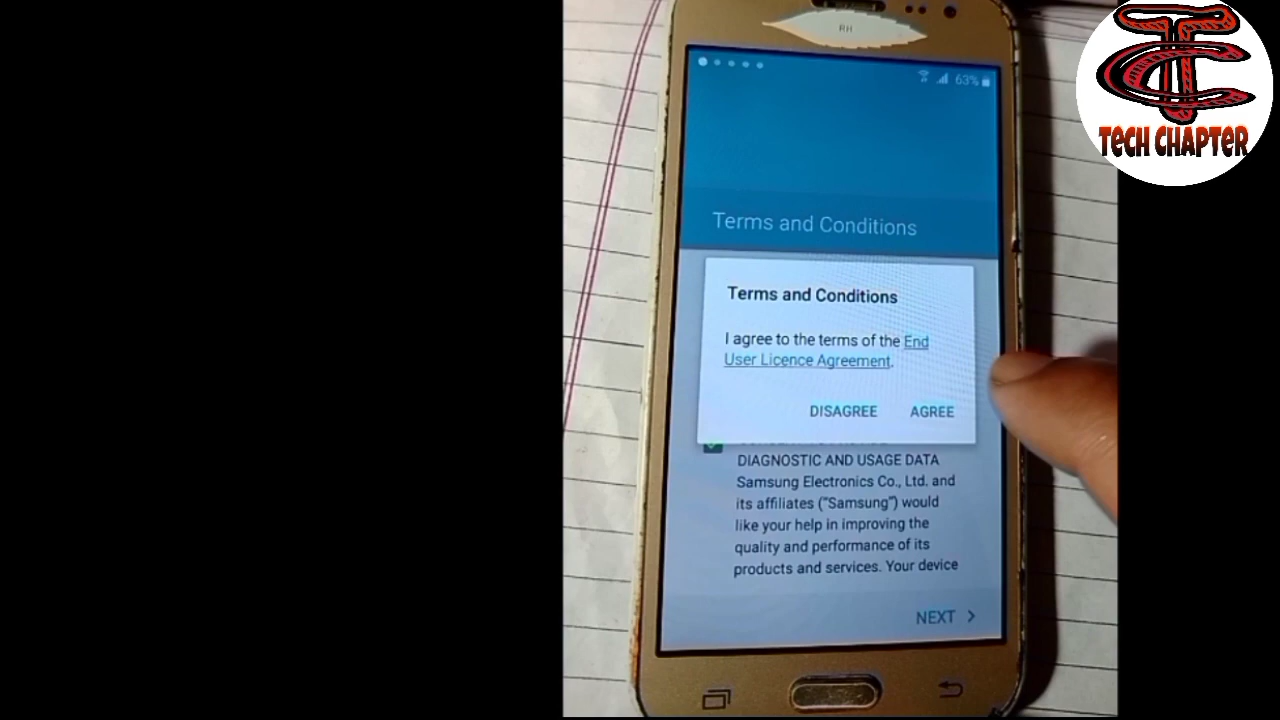 RH
63%
Terms and Conditions
Terms and Conditions
I agree to the terms of the End
User Licence Agreement.
DISAGREE AGREE
DIAGNOSTIC AND USAGE DATA
Samsung Electronics Co., Ltd. and
its affiliates ("Samsung") would
like your help in improving the
quality and performance of its
products and services. Your device
NEXT >
TC
TECH CHAPTER